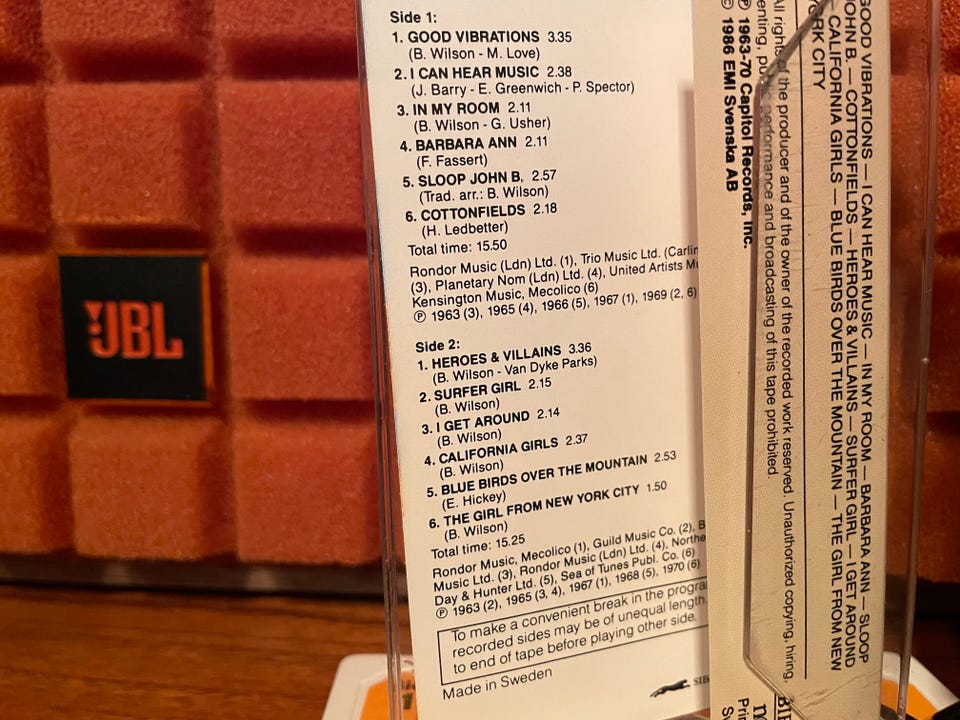 JBL
Side 1:
1. GOOD VIBRATIONS 3.35
(B. Wilson - M. Love)
2. I CAN HEAR MUSIC 2.38
(J. Barry - E. Greenwich - P. Spector)
3. IN MY ROOM 2.11
(B. Wilson - G. Usher)
4. BARBARA ANN 2.11
(F. Fassert)
5. SLOOP JOHN B. 2.57
(Trad. arr.: B. Wilson)
6. COTTONFIELDS 2.18
(H. Ledbetter)
Total time: 15.50
Rondor Music (Ldn) Ltd. (1), Trio Music Ltd. (Carlin
(3), Planetary Nom (Ldn) Ltd. (4), United Artists
Kensington Music, Mecolico (6)
℗ 1963 (3), 1965 (4), 1966 (5), 1967 (1), 1969 (2, 6)
Side 2:
1. HEROES & VILLAINS 3.36
(B. Wilson - Van Dyke Parks)
2. SURFER GIRL 2.15
(B. Wilson)
3. I GET AROUND 2.14
(B. Wilson)
4. CALIFORNIA GIRLS 2.37
(B. Wilson)
5. BLUE BIRDS OVER THE MOUNTAIN 2.53
(E. Hickey)
6. THE GIRL FROM NEW YORK CITY 1.50
(B. Wilson)
Total time: 15.25
Rondor Music, Mecolico (1), Guild Music Co. (2), B
Music Ltd. (3), Rondor Music (Ldn) Ltd. (4), Northe
Day & Hunter Ltd. (5), Sea of Tunes Publ. Co. (6)
℗ 1963 (2), 1965 (3, 4), 1967 (1), 1968 (5), 1970 (6)
To make a convenient break in the progra
recorded sides may be of unequal length.
to end of tape before playing other side.
Made in Sweden
GOOD VIBRATIONS — I CAN HEAR MUSIC — IN MY ROOM — BARBARA ANN — SLOOP
JOHN B. — COTTONFIELDS — HEROES & VILLAINS — SURFER GIRL — I GET AROUND
CALIFORNIA GIRLS — BLUE BIRDS OVER THE MOUNTAIN — THE GIRL FROM NEW
YORK CITY
All rights of the producer and of the owner of the recorded work reserved. Unauthorized copying, hiring,
renting, public performance and broadcasting of this tape prohibited.
℗ 1963-70 Capitol Records, Inc.
© 1986 EMI Svenska AB